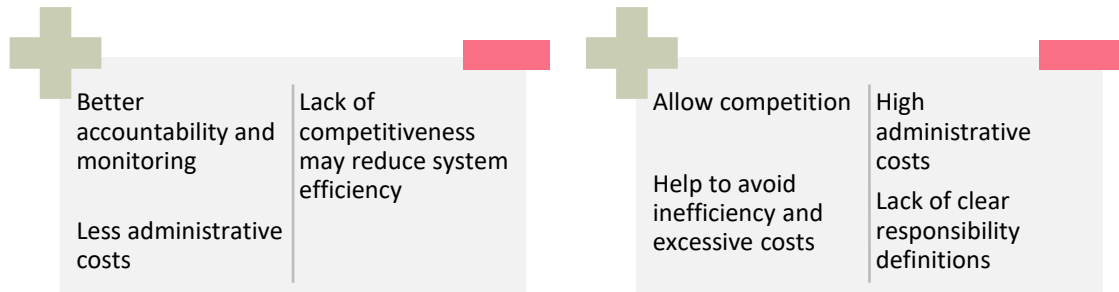 Better
accountability and
monitoring
Less administrative
costs
Lack of
competitiveness
may reduce system
efficiency
Allow competition
Help to avoid
inefficiency and
excessive costs
High
administrative
costs
Lack of clear
responsibility
definitions